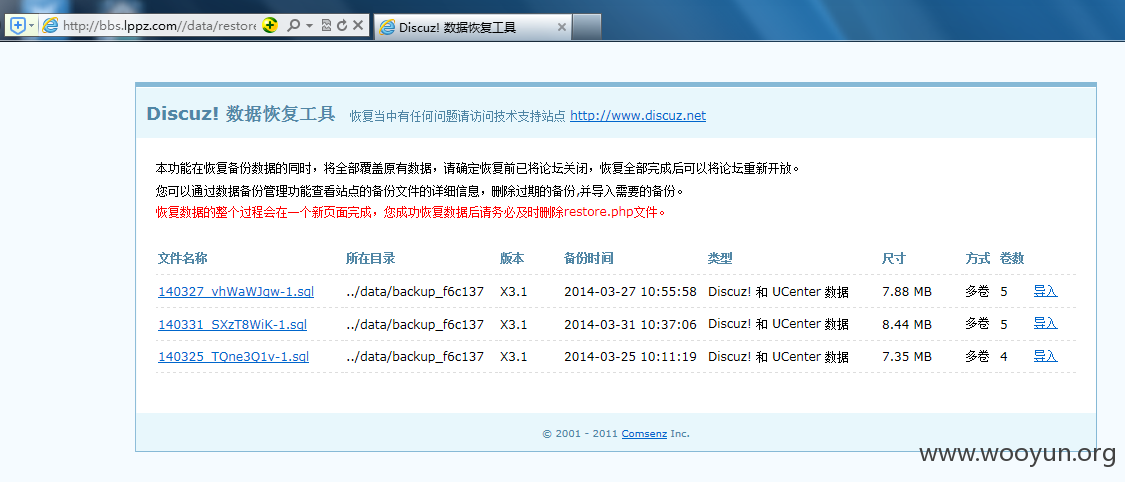 http://bbs.lppz.com//data/restore
Discuz! 数据恢复工具
Discuz! 数据恢复工具 恢复当中有任何问题请访问技术支持站点 http://www.discuz.net
本功能在恢复备份数据的同时，将全部覆盖原有数据，请确定恢复前已将论坛关闭，恢复全部完成后可以将论坛重新开放。
您可以通过数据备份管理功能查看站点的备份文件的详细信息，删除过期的备份,并导入需要的备份。
恢复数据的整个过程会在一个新页面完成，您成功恢复数据后请务必及时删除restore.php文件。
文件名称 所在目录 版本 备份时间 类型 尺寸 方式 卷数
140327_vhWaWJqw-1.sql ../data/backup_f6c137 X3.1 2014-03-27 10:55:58 Discuz! 和 UCenter 数据 7.88 MB 多卷 5 导入
140331_SXzT8WiK-1.sql ../data/backup_f6c137 X3.1 2014-03-31 10:37:06 Discuz! 和 UCenter 数据 8.44 MB 多卷 5 导入
140325_TQne3Q1v-1.sql ../data/backup_f6c137 X3.1 2014-03-25 10:11:19 Discuz! 和 UCenter 数据 7.35 MB 多卷 4 导入
© 2001 - 2011 Comsenz Inc.
www.wooyun.org